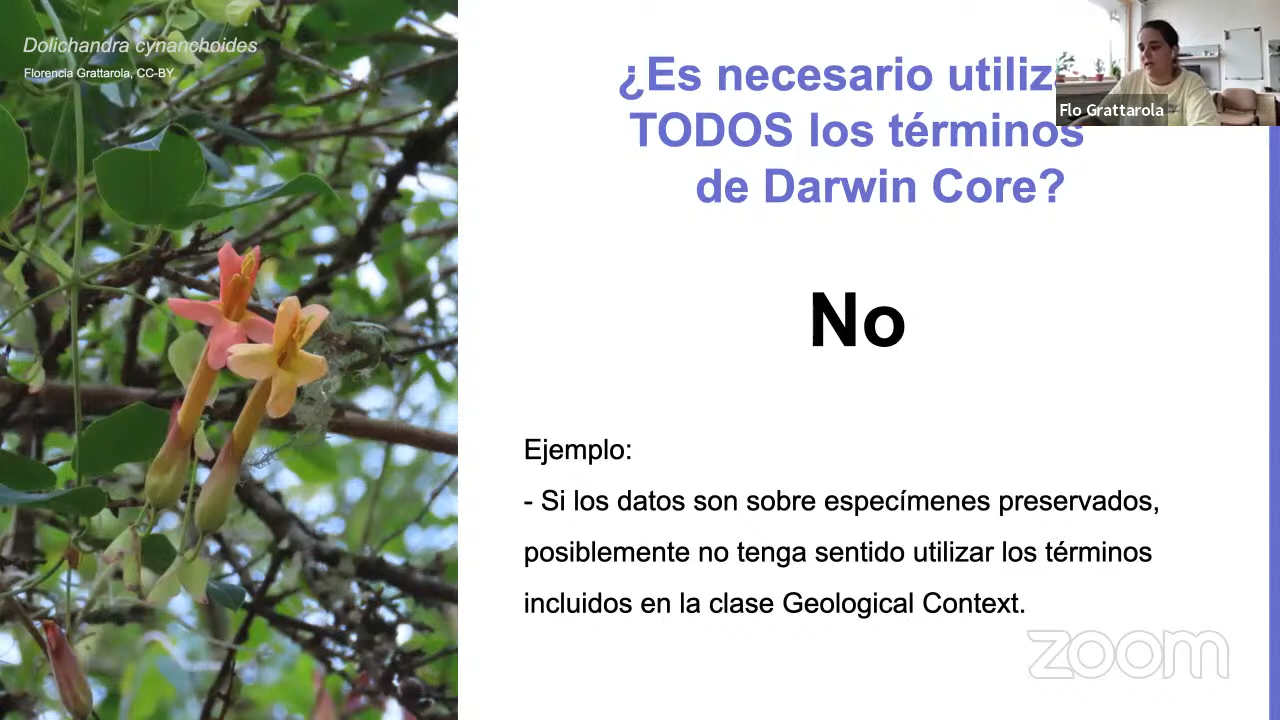 Dolichandra cynanchoides
Florencia Grattarola, CC-BY
¿Es necesario utiliz
TODOS los términos
de Darwin Core?
Flo Grattarola
No
Ejemplo:
- Si los datos son sobre especímenes preservados,
posiblemente no tenga sentido utilizar los términos
incluidos en la clase Geological Context.
zoom